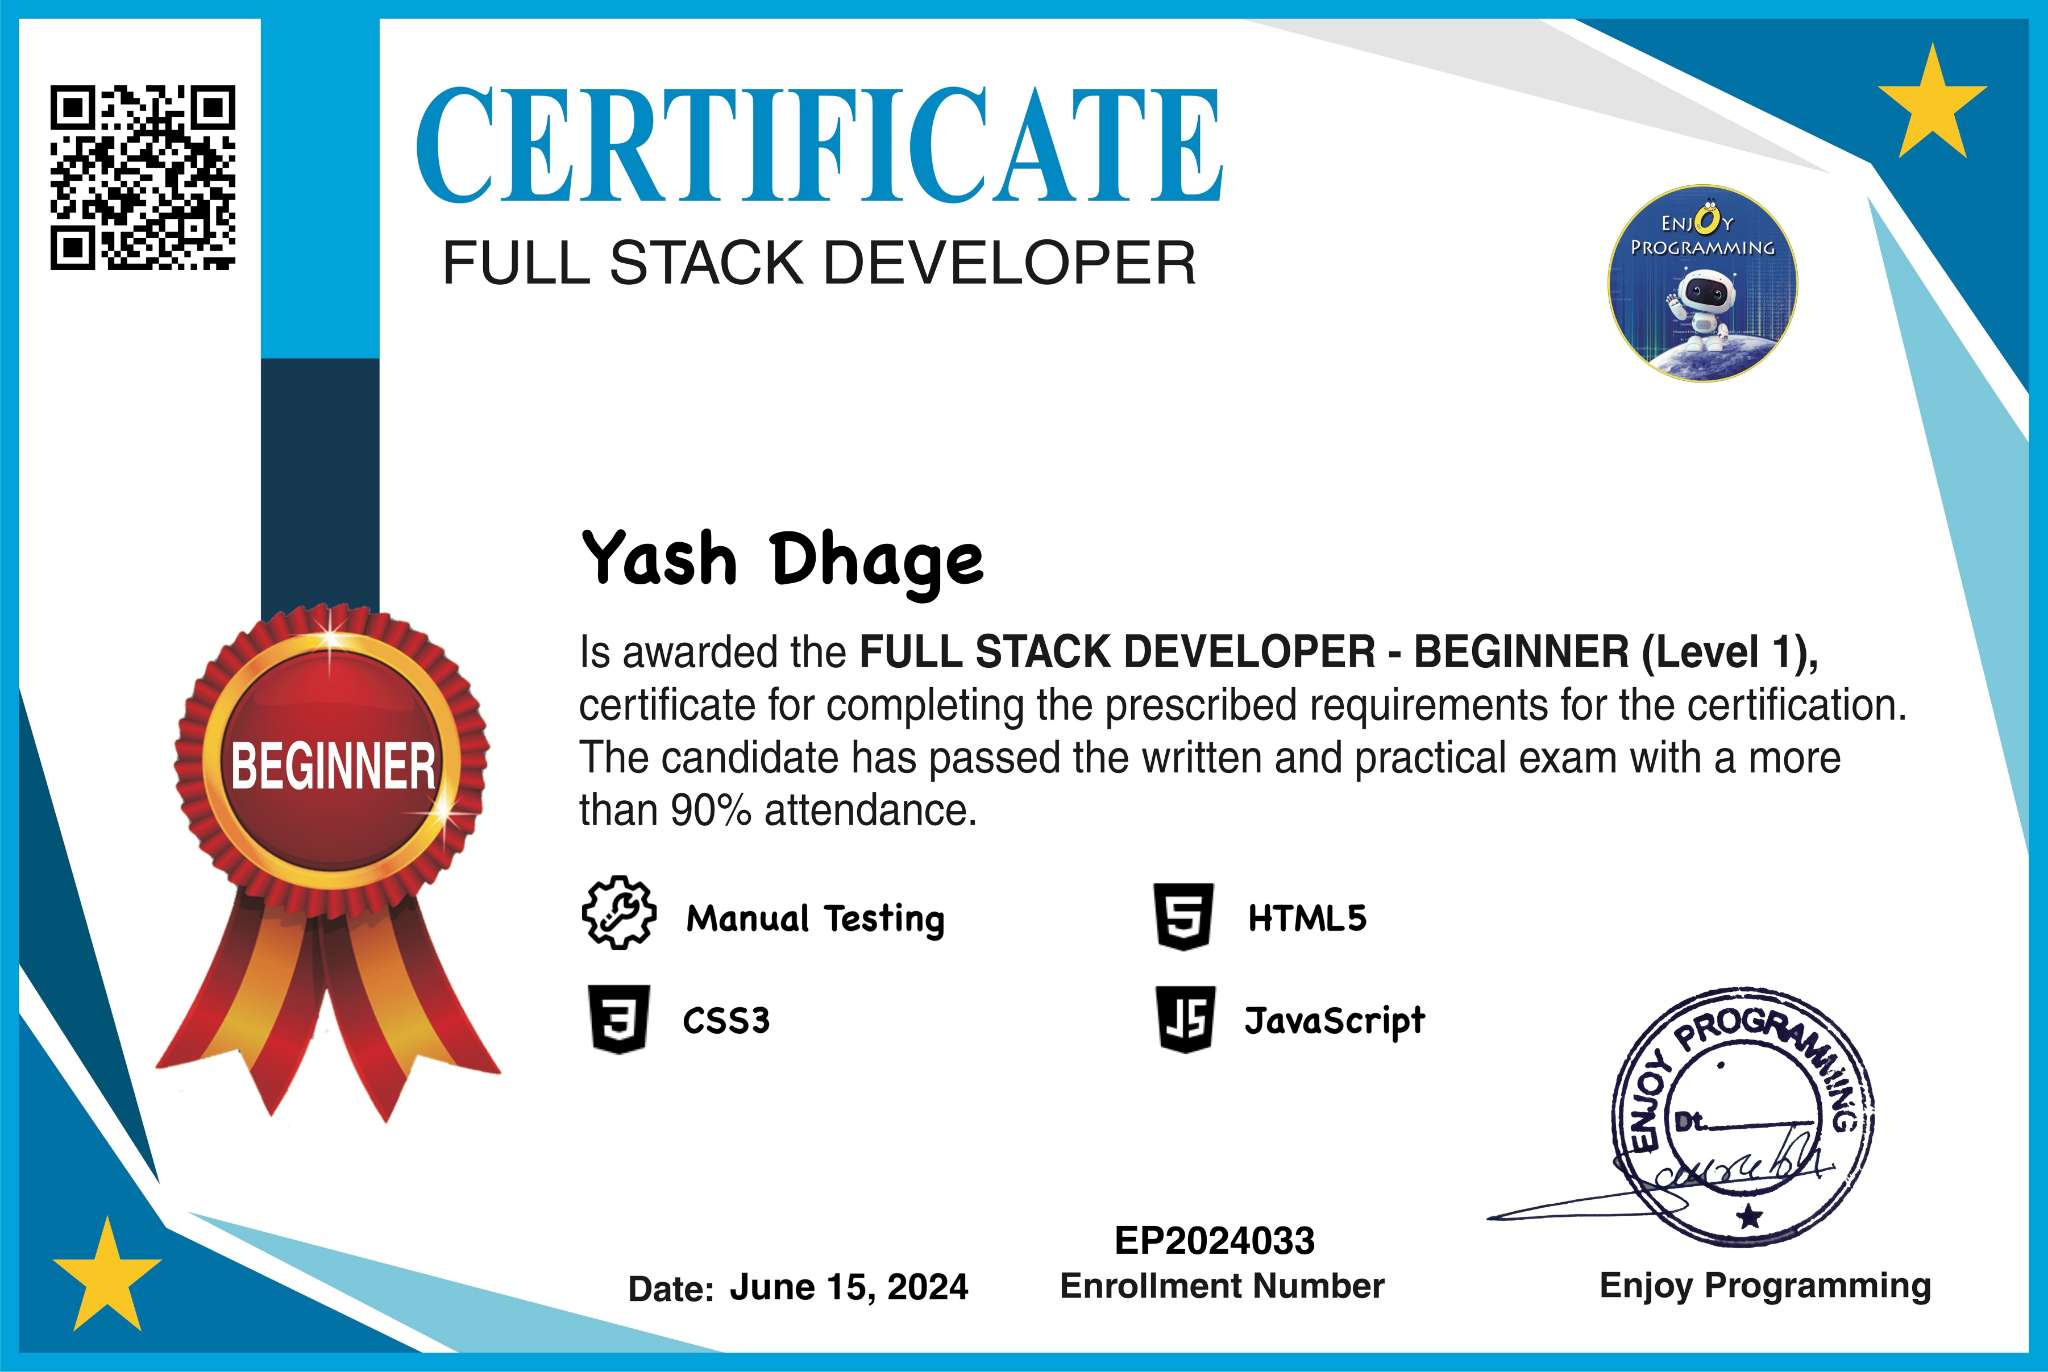 CERTIFICATE
FULL STACK DEVELOPER
ENJOY
PROGRAMMING
Yash Dhage
Is awarded the FULL STACK DEVELOPER - BEGINNER (Level 1),
certificate for completing the prescribed requirements for the certification.
The candidate has passed the written and practical exam with a more
than 90% attendance.
BEGINNER
Manual Testing
HTML5
CSS3
JavaScript
ENJOY PROGRAMMING
Dt.
EP2024033
Date: June 15, 2024
Enrollment Number
Enjoy Programming